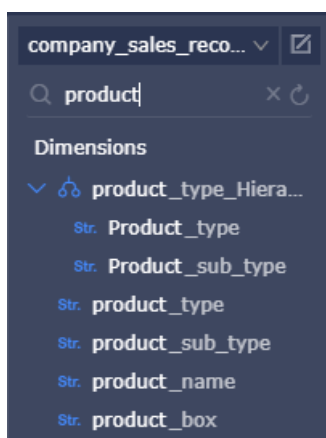 company_sales_reco...
product
Dimensions
product_type_Hiera...
Str. Product_type
Str. Product_sub_type
Str. product_type
Str. product_sub_type
Str. product_name
Str. product_box